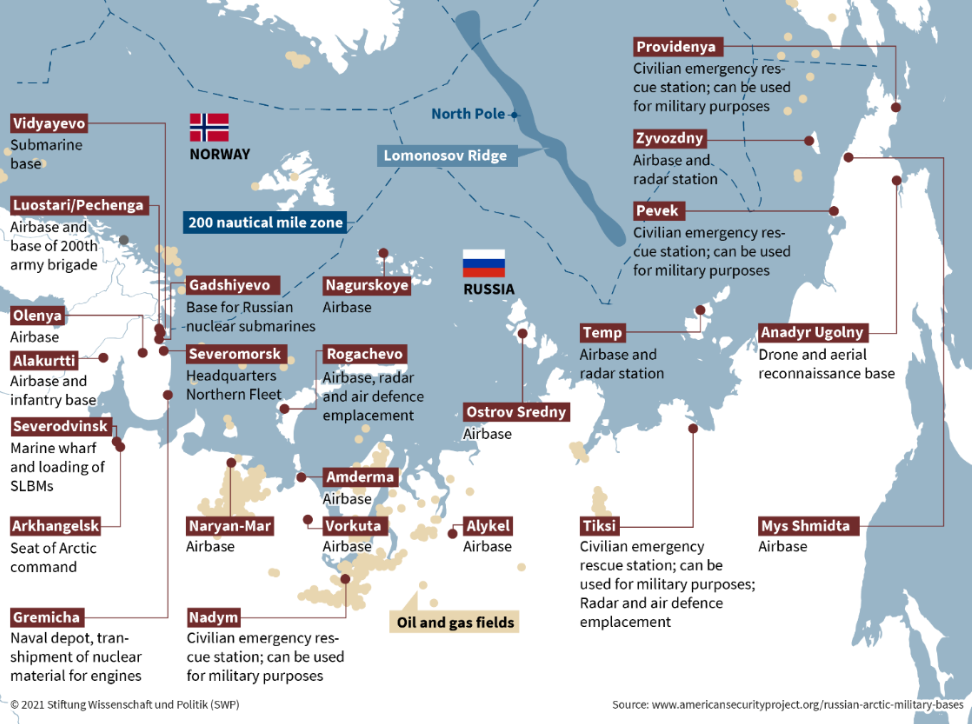 Providenya
Civilian emergency res-
cue station; can be used
for military purposes
North Pole
Vidyayevo
Submarine
base
NORWAY
Zyvozdny
Airbase and
radar station
Lomonosov Ridge
Luostari/Pechenga
Airbase and
base of 200th
army brigade
200 nautical mile zone
Pevek
Civilian emergency res-
cue station; can be used
for military purposes
Gadshiyevo
Base for Russian
nuclear submarines
Nagurskoye
Airbase
RUSSIA
Olenya
Airbase
Temp
Airbase and
radar station
Anadyr Ugolny
Drone and aerial
reconnaissance base
Alakurtti
Airbase and
infantry base
Severomorsk
Headquarters
Northern Fleet
Rogachevo
Airbase, radar
and air defence
emplacement
Ostrov Sredny
Airbase
Severodvinsk
Marine wharf
and loading of
SLBMs
Amderma
Airbase
Arkhangelsk
Seat of Arctic
command
Naryan-Mar
Airbase
Vorkuta
Airbase
Alykel
Airbase
Tiksi
Civilian emergency
rescue station; can be
used for military purposes;
Radar and air defence
emplacement
Mys Shmidta
Airbase
Gremicha
Naval depot, tran-
shipment of nuclear
material for engines
Nadym
Civilian emergency res-
cue station; can be used
for military purposes
Oil and gas fields
© 2021 Stiftung Wissenschaft und Politik (SWP)
Source: www.americansecurityproject.org/russian-arctic-military-bases